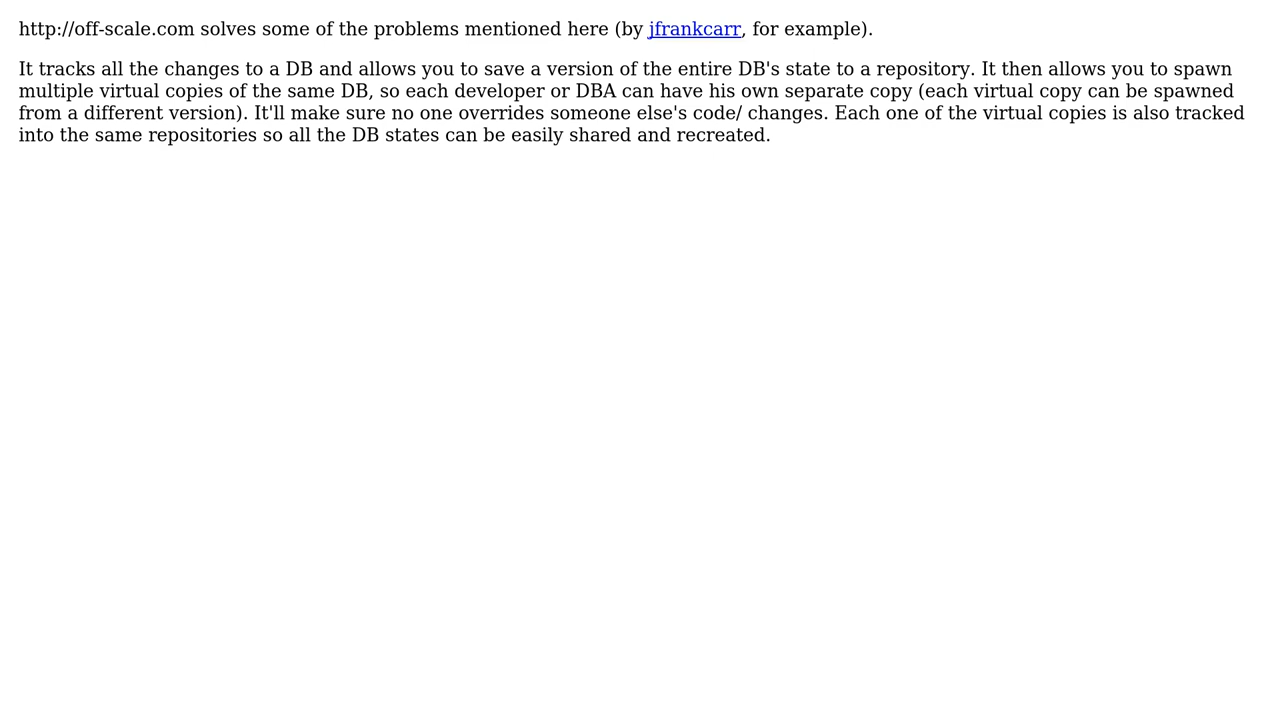 http://off-scale.com solves some of the problems mentioned here (by jfrankcarr, for example).
It tracks all the changes to a DB and allows you to save a version of the entire DB's state to a repository. It then allows you to spawn
multiple virtual copies of the same DB, so each developer or DBA can have his own separate copy (each virtual copy can be spawned
from a different version). It'll make sure no one overrides someone else's code/ changes. Each one of the virtual copies is also tracked
into the same repositories so all the DB states can be easily shared and recreated.